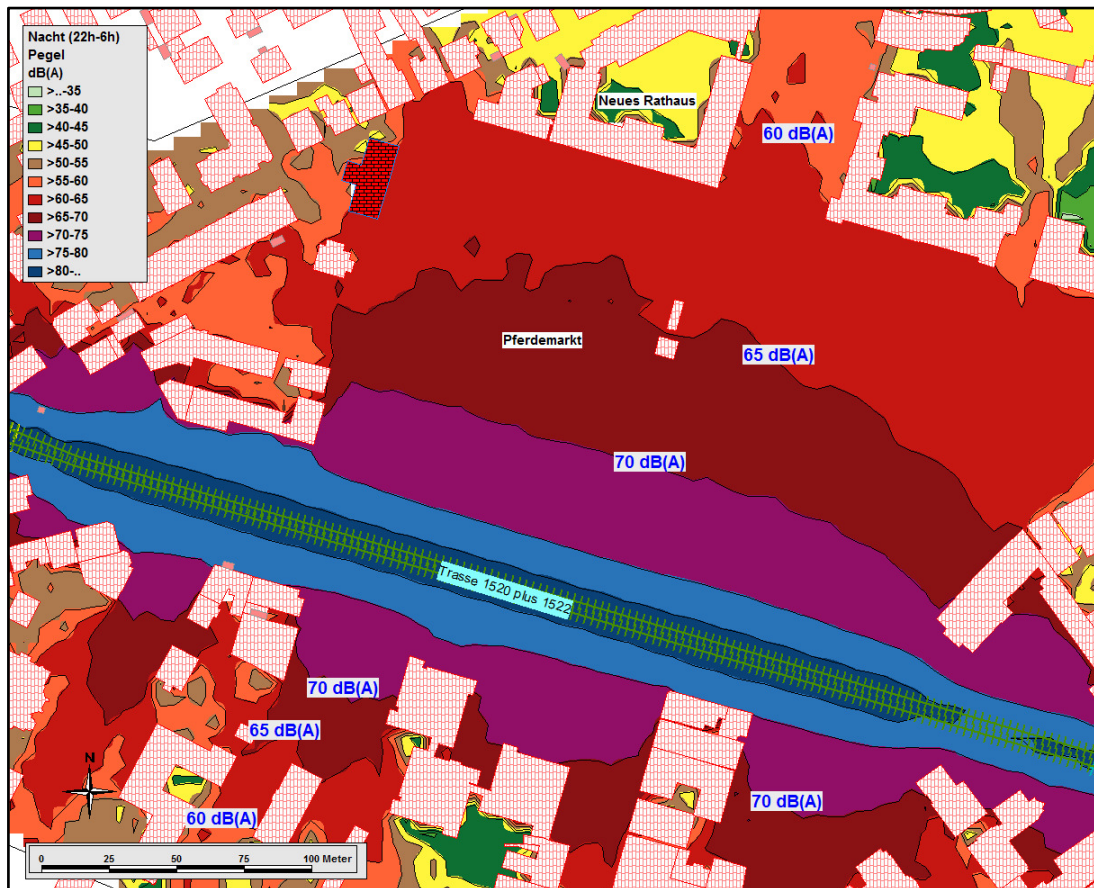 Nacht (22h-6h)
Pegel
dB(A)
>..-35
>35-40
>40-45
>45-50
>50-55
>55-60
>60-65
>65-70
>70-75
>75-80
>80-..
Neues Rathaus
60 dB(A)
Pferdemarkt
65 dB(A)
70 dB(A)
Trasse 1520 plus 1522
70 dB(A)
65 dB(A)
70 dB(A)
60 dB(A)
N
0 25 50 75 100 Meter